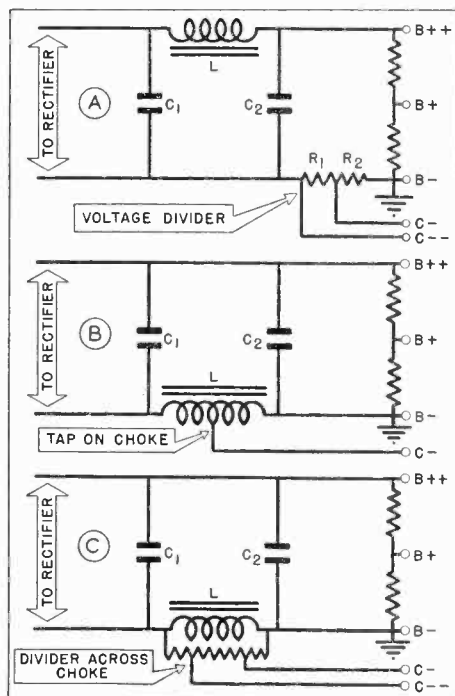 B++
L
TO RECTIFIER
A
C1
C2
B+
R1 R2
B-
VOLTAGE DIVIDER
C-
C--
B++
TO RECTIFIER
B
C1
C2
B+
L
B-
TAP ON CHOKE
C-
B++
TO RECTIFIER
C
C1
C2
B+
L
B-
DIVIDER ACROSS
CHOKE
C-
C--